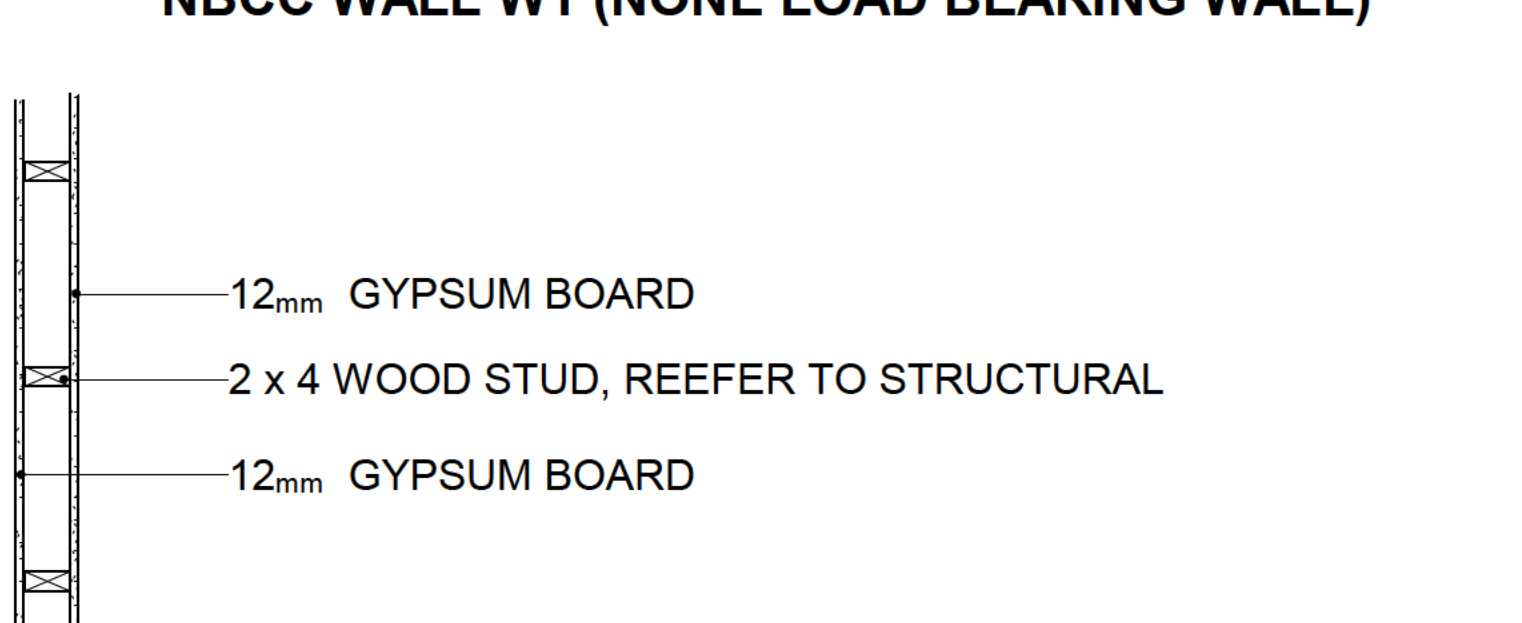 NBCC WALL W1 (NONE LOAD BEARING WALL)
12mm GYPSUM BOARD
2 x 4 WOOD STUD, REEFER TO STRUCTURAL
12mm GYPSUM BOARD